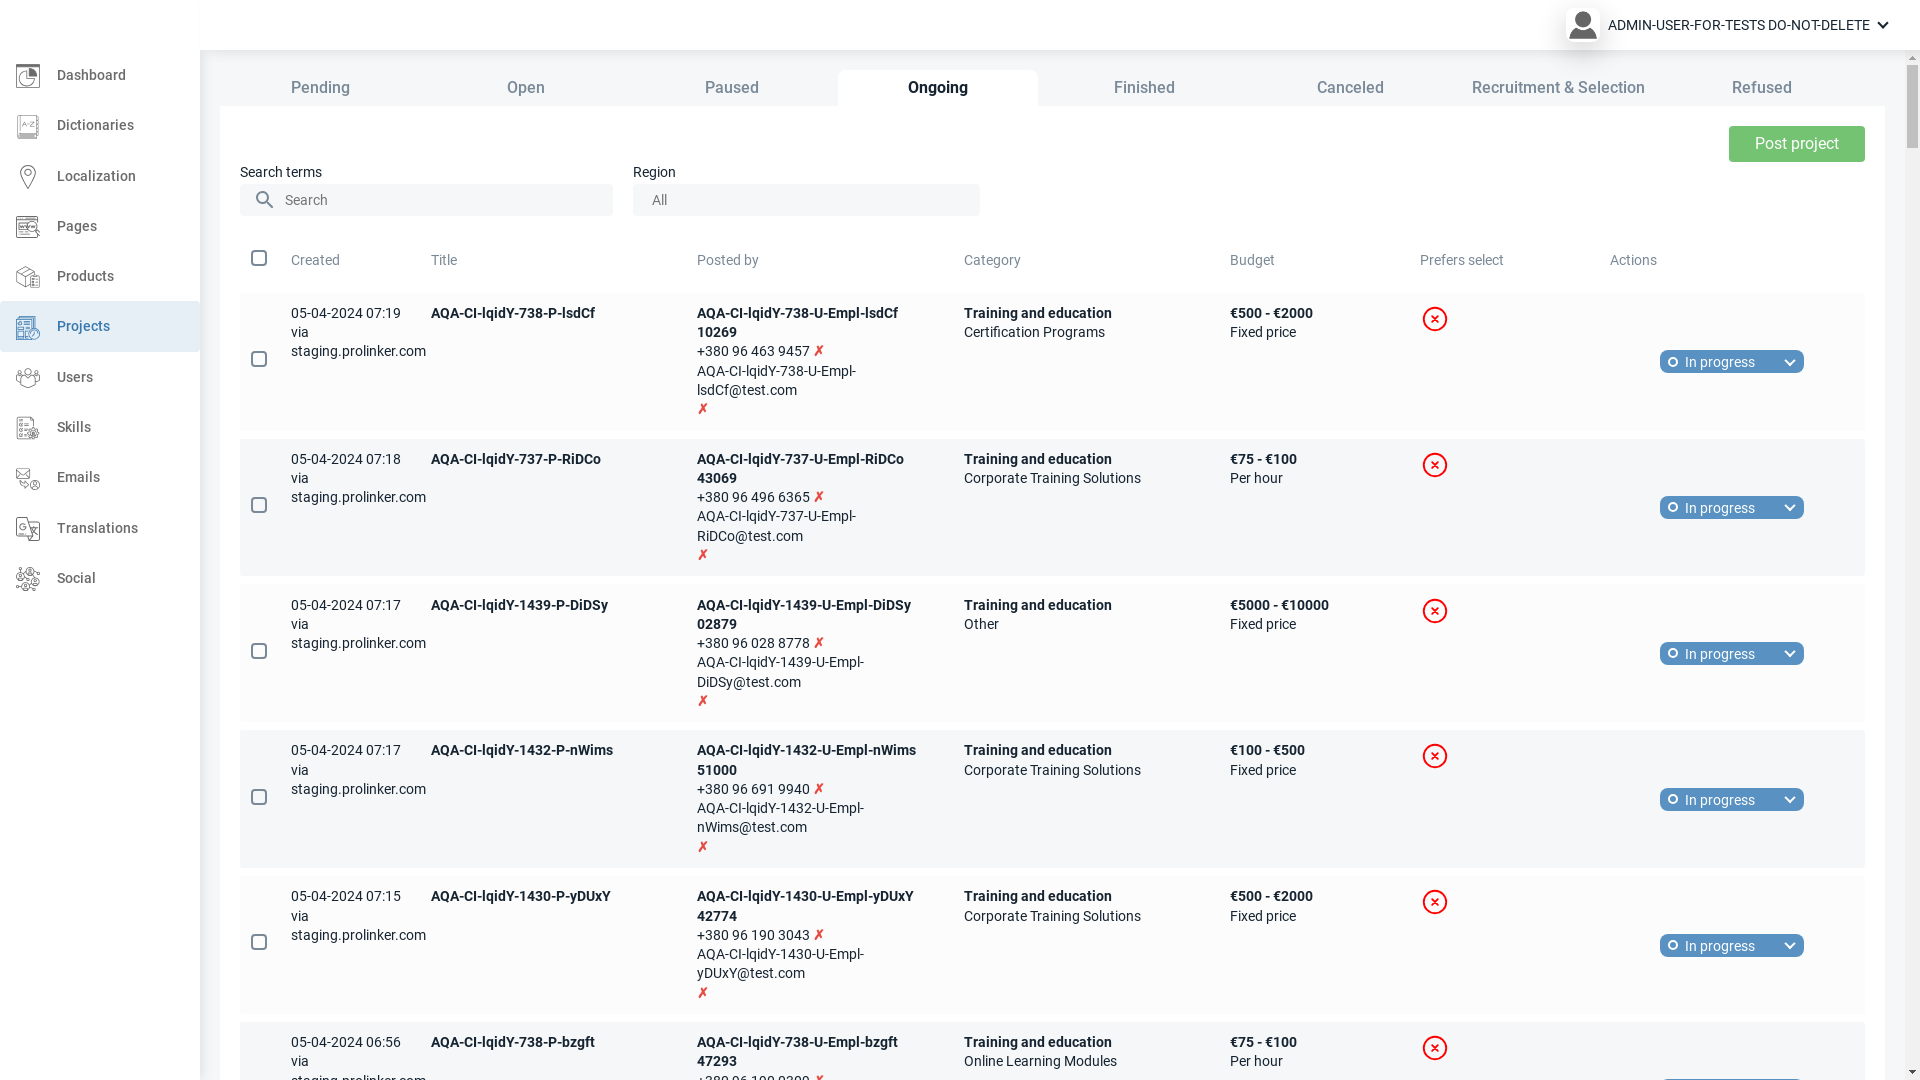 ADMIN-USER-FOR-TESTS DO-NOT-DELETE
Dashboard
Dictionaries
Localization
Pages
Products
Projects
Users
Skills
Emails
Translations
Social
Pending Open Paused Ongoing Finished Canceled Recruitment & Selection Refused
Post project
Search terms Region
Search All
Created Title Posted by Category Budget Prefers select Actions
05-04-2024 07:19
via
staging.prolinker.com
AQA-CI-lqidY-738-P-lsdCf
AQA-CI-lqidY-738-U-Empl-lsdCf
10269
+380 96 463 9457 ✗
AQA-CI-lqidY-738-U-Empl-
lsdCf@test.com
✗
Training and education
Certification Programs
€500 - €2000
Fixed price
In progress
05-04-2024 07:18
via
staging.prolinker.com
AQA-CI-lqidY-737-P-RiDCo
AQA-CI-lqidY-737-U-Empl-RiDCo
43069
+380 96 496 6365 ✗
AQA-CI-lqidY-737-U-Empl-
RiDCo@test.com
✗
Training and education
Corporate Training Solutions
€75 - €100
Per hour
In progress
05-04-2024 07:17
via
staging.prolinker.com
AQA-CI-lqidY-1439-P-DiDSy
AQA-CI-lqidY-1439-U-Empl-DiDSy
02879
+380 96 028 8778 ✗
AQA-CI-lqidY-1439-U-Empl-
DiDSy@test.com
✗
Training and education
Other
€5000 - €10000
Fixed price
In progress
05-04-2024 07:17
via
staging.prolinker.com
AQA-CI-lqidY-1432-P-nWims
AQA-CI-lqidY-1432-U-Empl-nWims
51000
+380 96 691 9940 ✗
AQA-CI-lqidY-1432-U-Empl-
nWims@test.com
✗
Training and education
Corporate Training Solutions
€100 - €500
Fixed price
In progress
05-04-2024 07:15
via
staging.prolinker.com
AQA-CI-lqidY-1430-P-yDUxY
AQA-CI-lqidY-1430-U-Empl-yDUxY
42774
+380 96 190 3043 ✗
AQA-CI-lqidY-1430-U-Empl-
yDUxY@test.com
✗
Training and education
Corporate Training Solutions
€500 - €2000
Fixed price
In progress
05-04-2024 06:56
via
staging.prolinker.com
AQA-CI-lqidY-738-P-bzgft
AQA-CI-lqidY-738-U-Empl-bzgft
47293
Training and education
Online Learning Modules
€75 - €100
Per hour